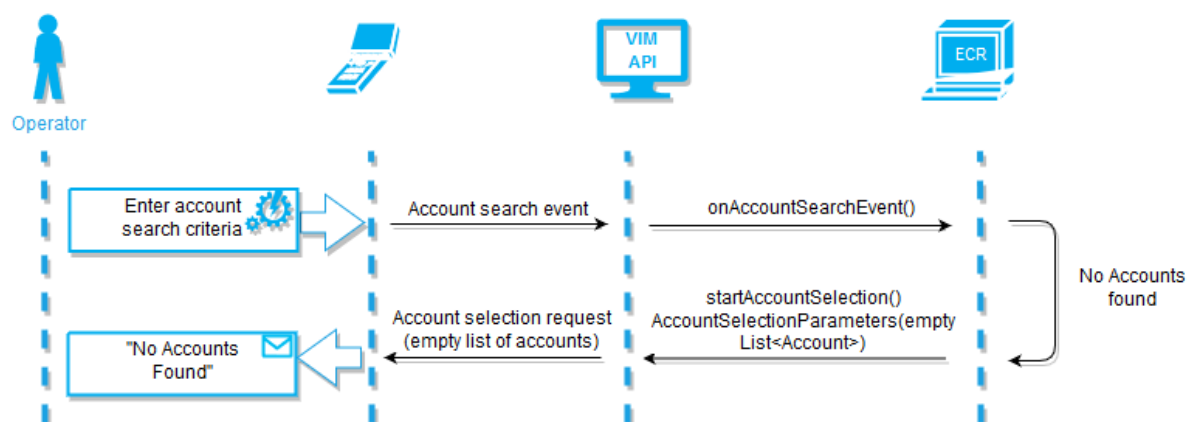 VIM
API
ECR
Operator
Enter account
search criteria
Account search event
onAccountSearchEvent()
No Accounts
found
startAccountSelection()
AccountSelectionParameters(empty
List<Account>)
Account selection request
(empty list of accounts)
"No Accounts
Found"